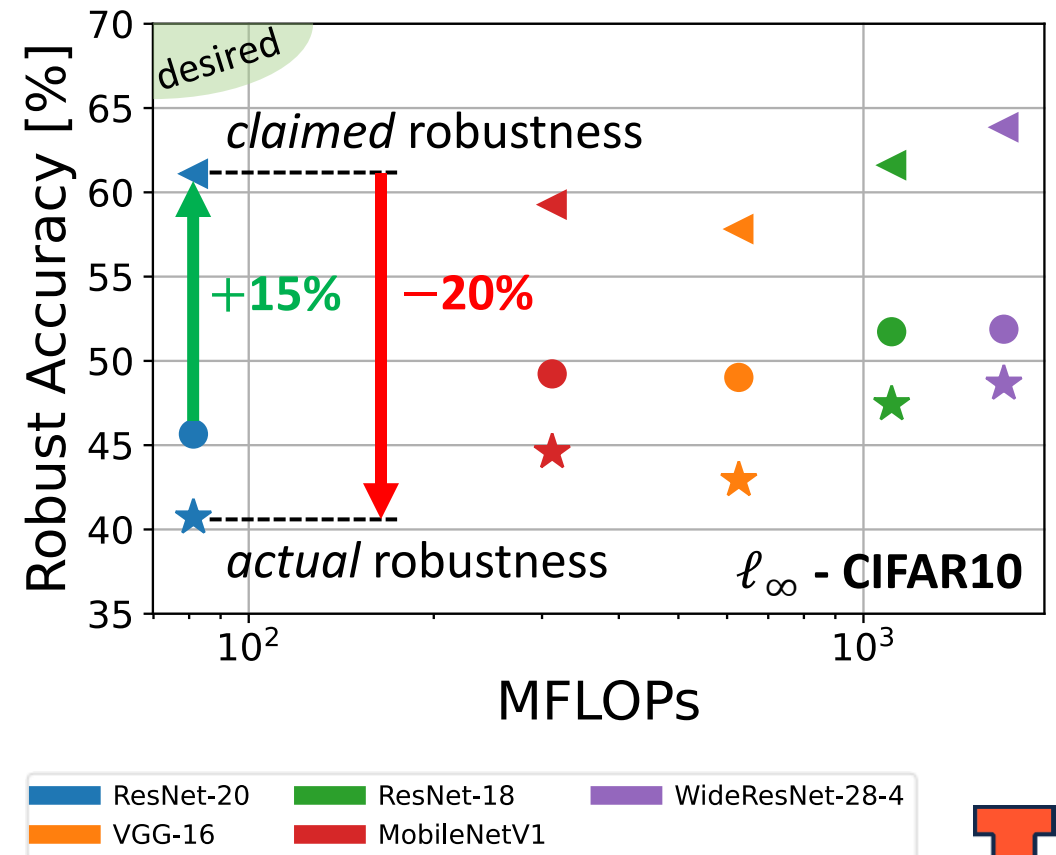 70
desired
65
claimed robustness
60
55
+15%
−20%
50
45
40
actual robustness
ℓ∞ - CIFAR10
35
10²
10³
Robust Accuracy [%]
MFLOPs
ResNet-20
ResNet-18
WideResNet-28-4
VGG-16
MobileNetV1